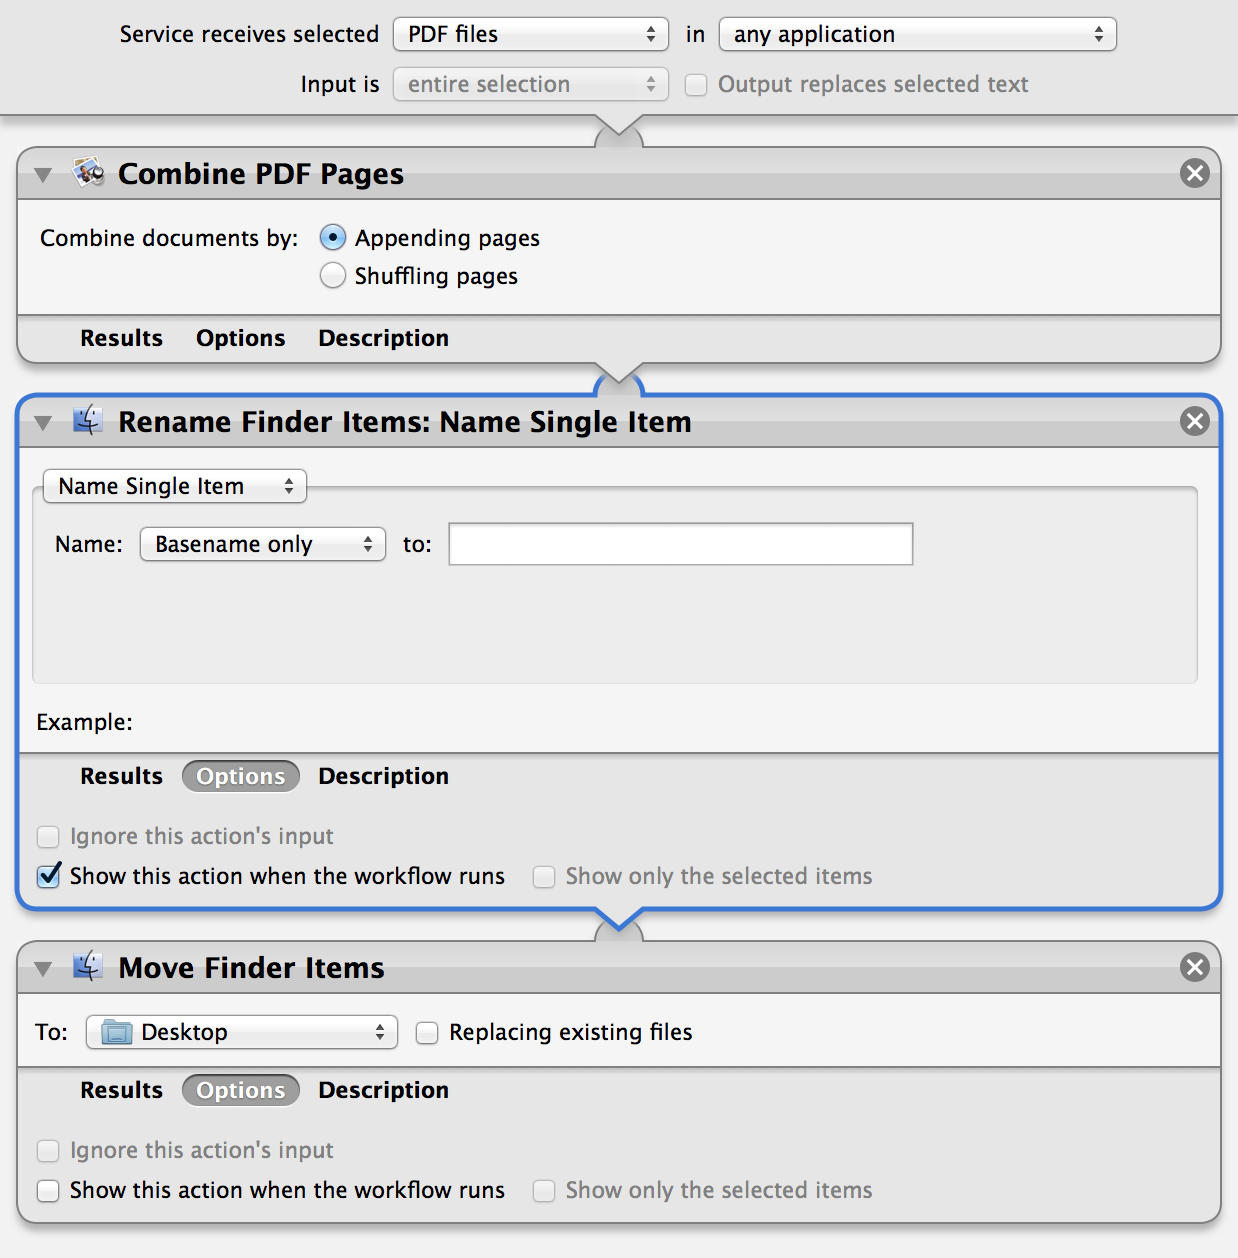 Service receives selected PDF files in any application
Input is entire selection Output replaces selected text
Combine PDF Pages
Combine documents by: Appending pages
Shuffling pages
Results Options Description
Rename Finder Items: Name Single Item
Name Single Item
Name: Basename only to:
Example:
Results Options Description
Ignore this action's input
Show this action when the workflow runs Show only the selected items
Move Finder Items
To: Desktop Replacing existing files
Results Options Description
Ignore this action's input
Show this action when the workflow runs Show only the selected items